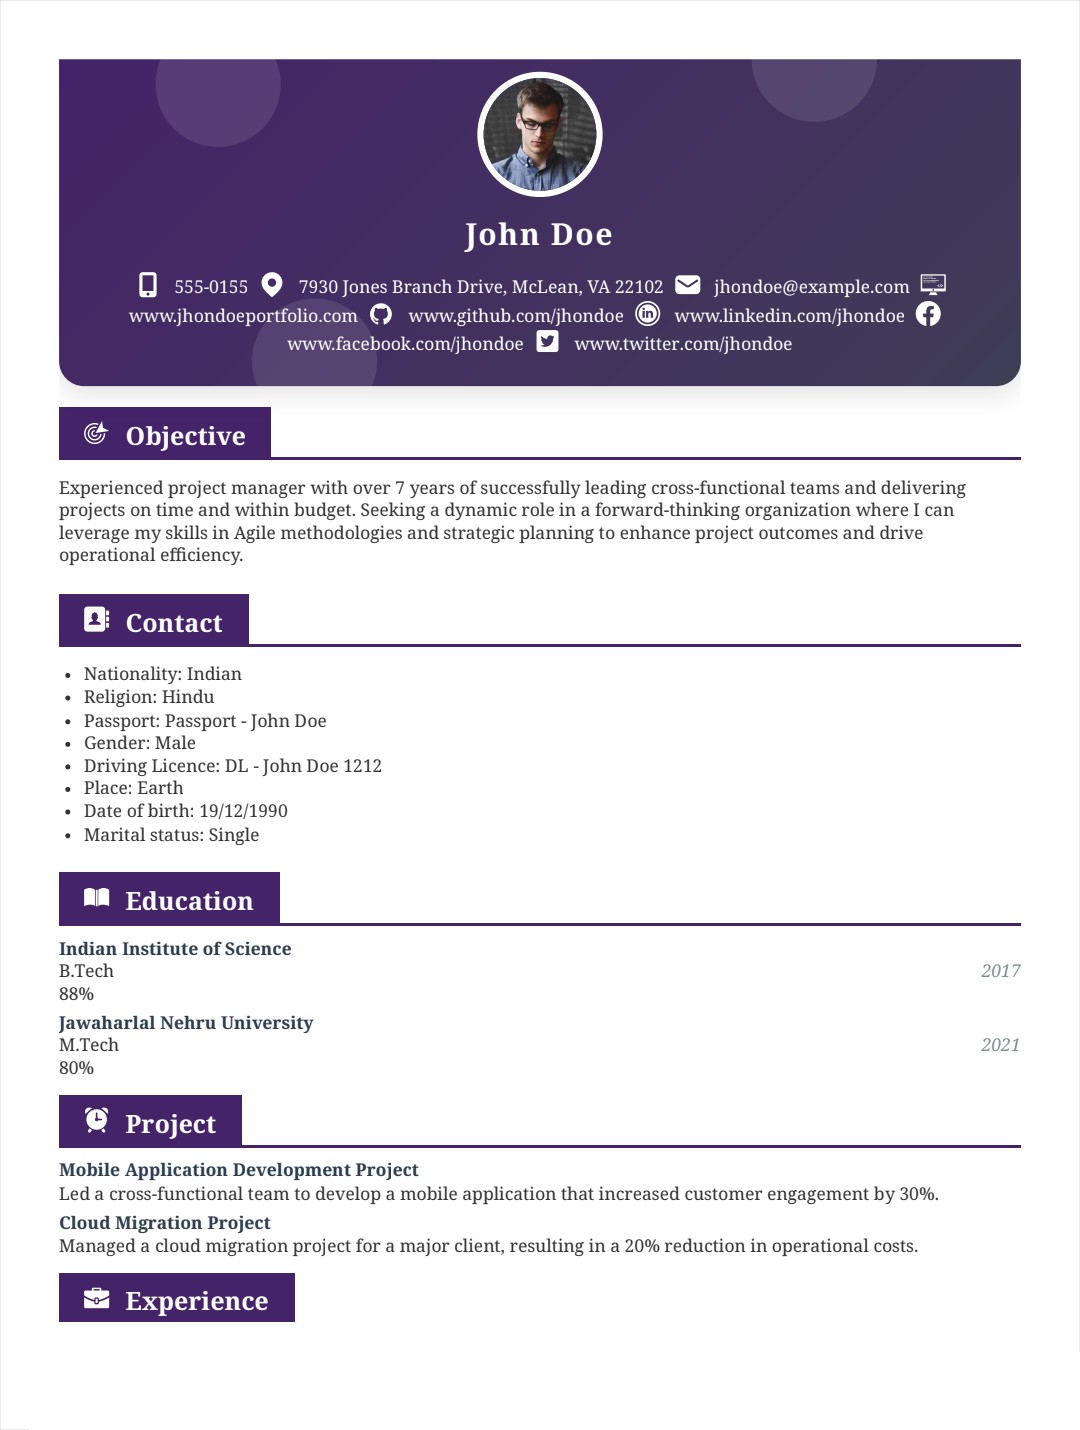 John Doe
555-0155 7930 Jones Branch Drive, McLean, VA 22102 jhondoe@example.com
www.jhondoeportfolio.com www.github.com/jhondoe www.linkedin.com/jhondoe
www.facebook.com/jhondoe www.twitter.com/jhondoe
Objective
Experienced project manager with over 7 years of successfully leading cross-functional teams and delivering
projects on time and within budget. Seeking a dynamic role in a forward-thinking organization where I can
leverage my skills in Agile methodologies and strategic planning to enhance project outcomes and drive
operational efficiency.
Contact
• Nationality: Indian
• Religion: Hindu
• Passport: Passport - John Doe
• Gender: Male
• Driving Licence: DL - John Doe 1212
• Place: Earth
• Date of birth: 19/12/1990
• Marital status: Single
Education
Indian Institute of Science
B.Tech 2017
88%
Jawaharlal Nehru University
M.Tech 2021
80%
Project
Mobile Application Development Project
Led a cross-functional team to develop a mobile application that increased customer engagement by 30%.
Cloud Migration Project
Managed a cloud migration project for a major client, resulting in a 20% reduction in operational costs.
Experience